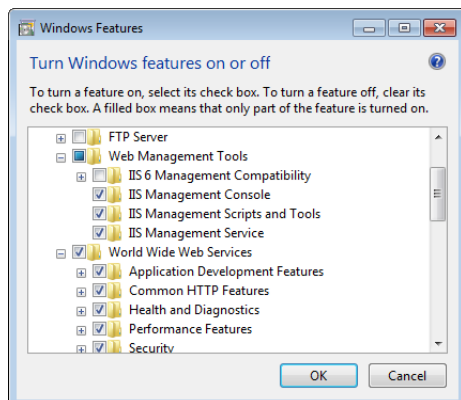 Windows Features
Turn Windows features on or off
To turn a feature on, select its check box. To turn a feature off, clear its
check box. A filled box means that only part of the feature is turned on.
FTP Server
Web Management Tools
IIS 6 Management Compatibility
IIS Management Console
IIS Management Scripts and Tools
IIS Management Service
World Wide Web Services
Application Development Features
Common HTTP Features
Health and Diagnostics
Performance Features
Security
OK
Cancel